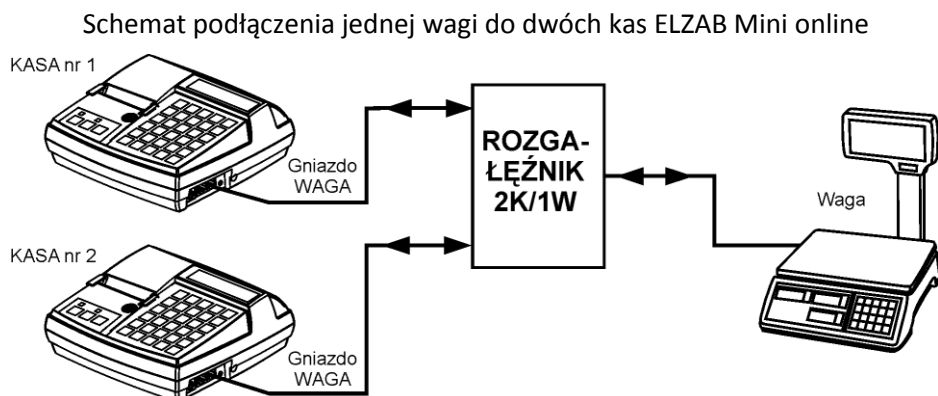 Schemat podłączenia jednej wagi do dwóch kas ELZAB Mini online
KASA nr 1
Gniazdo
WAGA
ROZGA-
ŁĘŹNIK
2K/1W
Waga
KASA nr 2
Gniazdo
WAGA